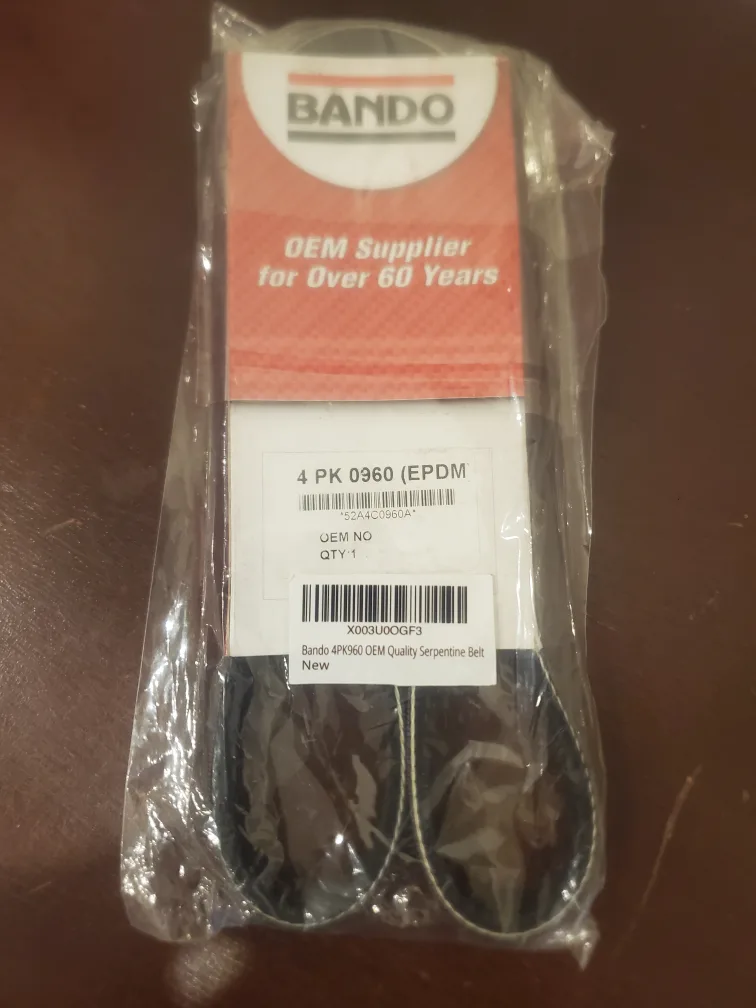 BANDO
OEM Supplier
for Over 60 Years
4 PK 0960 (EPDM
*52A4C0960A*
OEM NO
QTY:1
X003U0OGF3
Bando 4PK960 OEM Quality Serpentine Belt
New